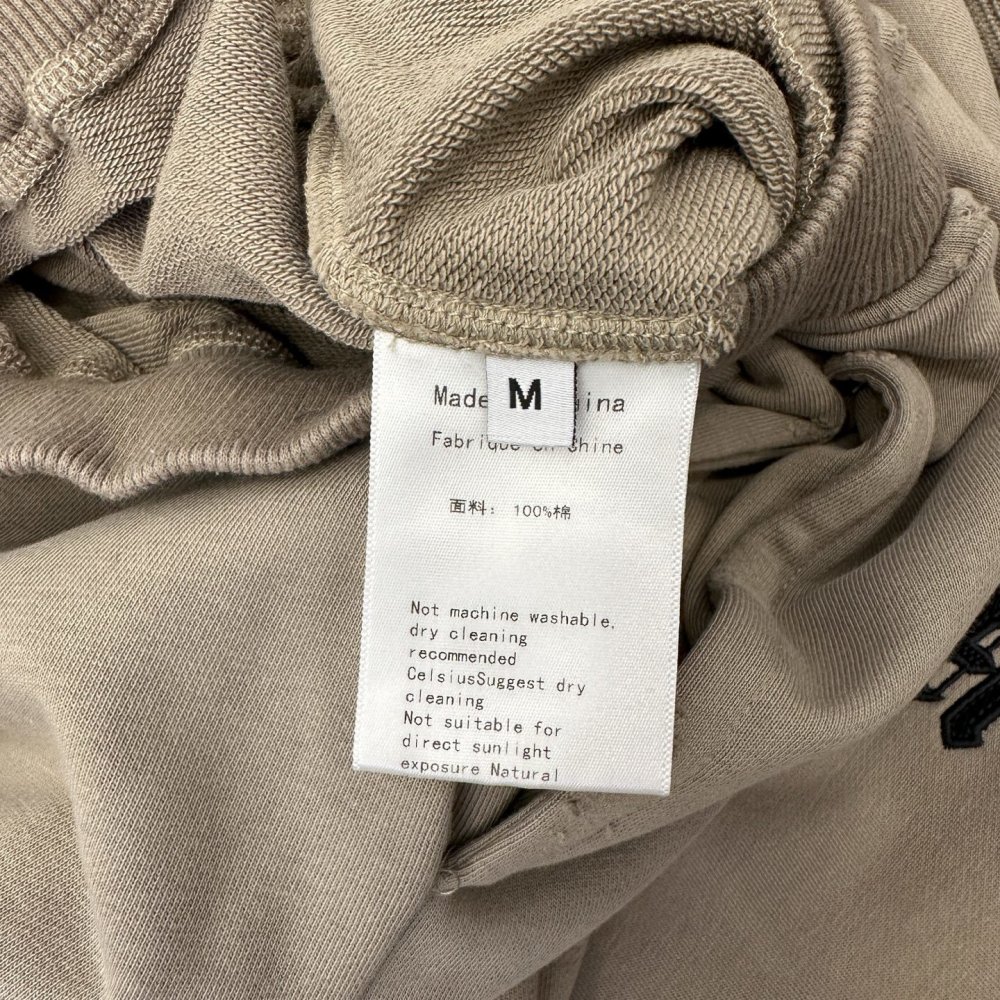 M
Made ina
Fabrique en Chine
面料: 100%棉
Not machine washable,
dry cleaning
recommended
CelsiusSuggest dry
cleaning
Not suitable for
direct sunlight
exposure Natural